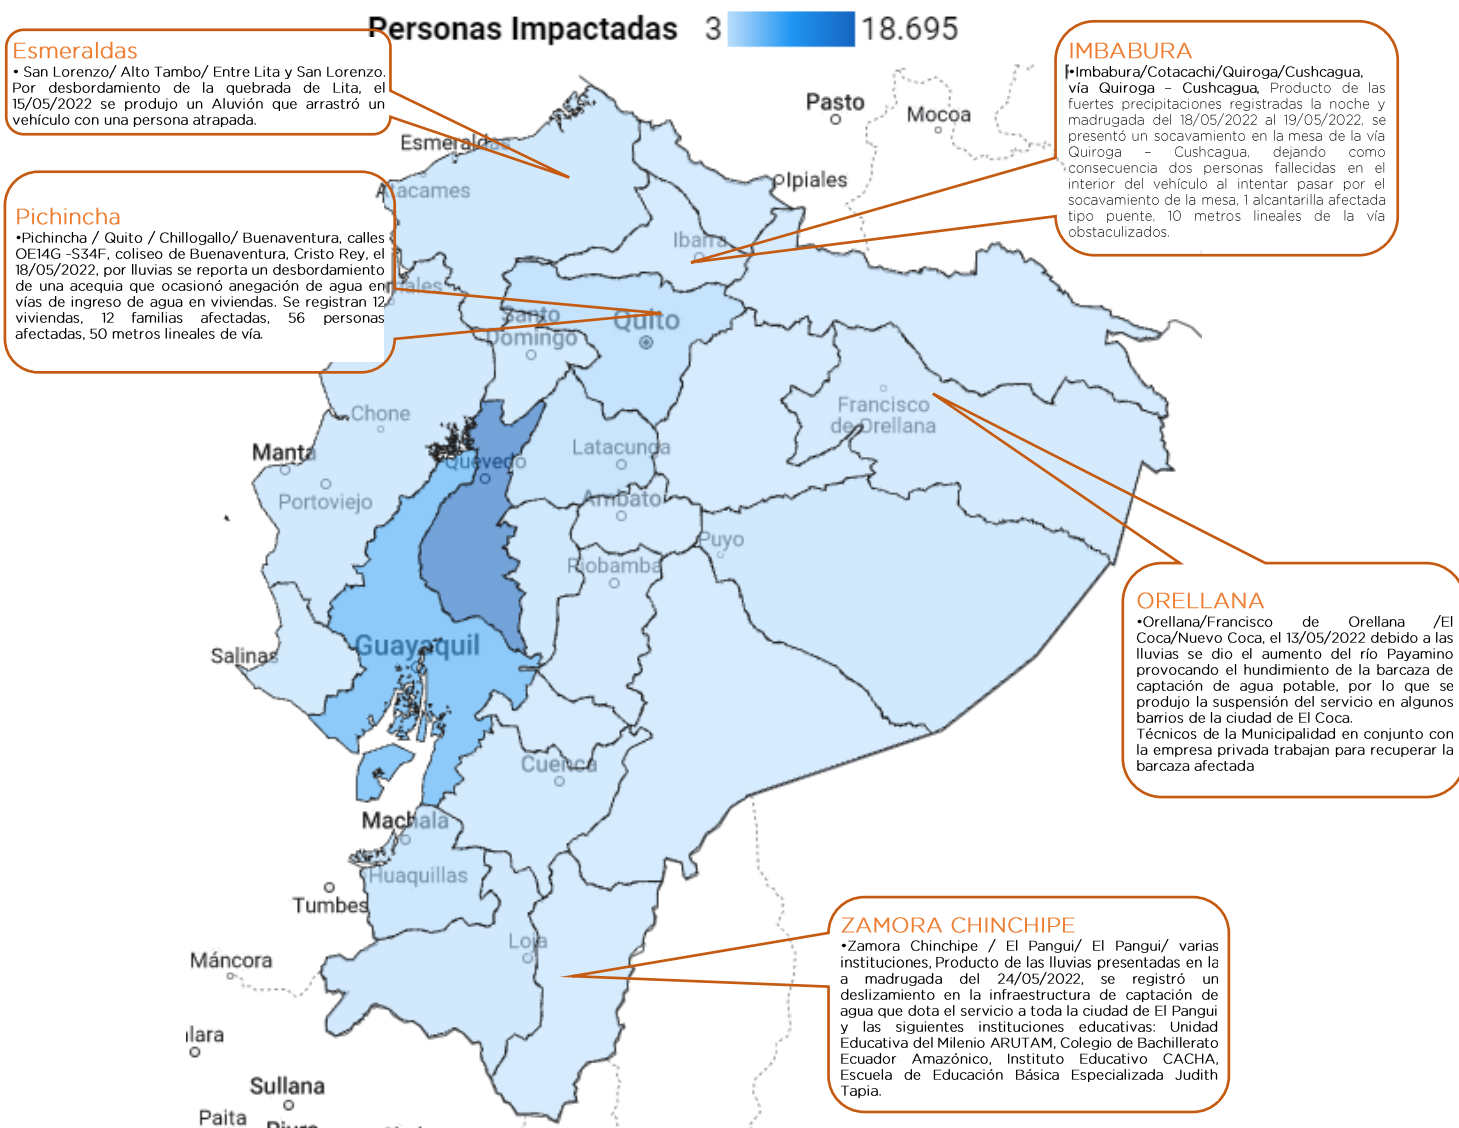 Personas Impactadas 3 18.695
Esmeraldas
• San Lorenzo/ Alto Tambo/ Entre Lita y San Lorenzo.
Por desbordamiento de la quebrada de Lita, el
15/05/2022 se produjo un Aluvión que arrastró un
vehículo con una persona atrapada.
Pichincha
•Pichincha / Quito / Chillogallo/ Buenaventura, calles
OE14G -S34F, coliseo de Buenaventura, Cristo Rey, el
18/05/2022, por lluvias se reporta un desbordamiento
de una acequia que ocasionó anegación de agua en
vías de ingreso de agua en viviendas. Se registran 12
viviendas, 12 familias afectadas, 56 personas
afectadas, 50 metros lineales de vía.
IMBABURA
•Imbabura/Cotacachi/Quiroga/Cushcagua,
vía Quiroga – Cushcagua, Producto de las
fuertes precipitaciones registradas la noche y
madrugada del 18/05/2022 al 19/05/2022, se
presentó un socavamiento en la mesa de la vía
Quiroga – Cushcagua, dejando como
consecuencia dos personas fallecidas en el
interior del vehículo al intentar pasar por el
socavamiento de la mesa, 1 alcantarilla afectada
tipo puente, 10 metros lineales de la vía
obstaculizados.
Pasto
Mocoa
Esmeraldas
Ipiales
Atacames
Ibarra
Santo
Domingo
Quito
Chone
Francisco
de Orellana
Manta
Quevedo
Latacunga
Portoviejo
Ambato
Puyo
Riobamba
Guayaquil
Salinas
Cuenca
Machala
Huaquillas
Tumbes
Loja
Máncora
lara
Sullana
Paita
ORELLANA
•Orellana/Francisco de Orellana /El
Coca/Nuevo Coca, el 13/05/2022 debido a las
lluvias se dio el aumento del río Payamino
provocando el hundimiento de la barcaza de
captación de agua potable, por lo que se
produjo la suspensión del servicio en algunos
barrios de la ciudad de El Coca.
Técnicos de la Municipalidad en conjunto con
la empresa privada trabajan para recuperar la
barcaza afectada
ZAMORA CHINCHIPE
•Zamora Chinchipe / El Pangui/ El Pangui/ varias
instituciones, Producto de las lluvias presentadas en la
a madrugada del 24/05/2022, se registró un
deslizamiento en la infraestructura de captación de
agua que dota el servicio a toda la ciudad de El Pangui
y las siguientes instituciones educativas: Unidad
Educativa del Milenio ARUTAM, Colegio de Bachillerato
Ecuador Amazónico, Instituto Educativo CACHA,
Escuela de Educación Básica Especializada Judith
Tapia.